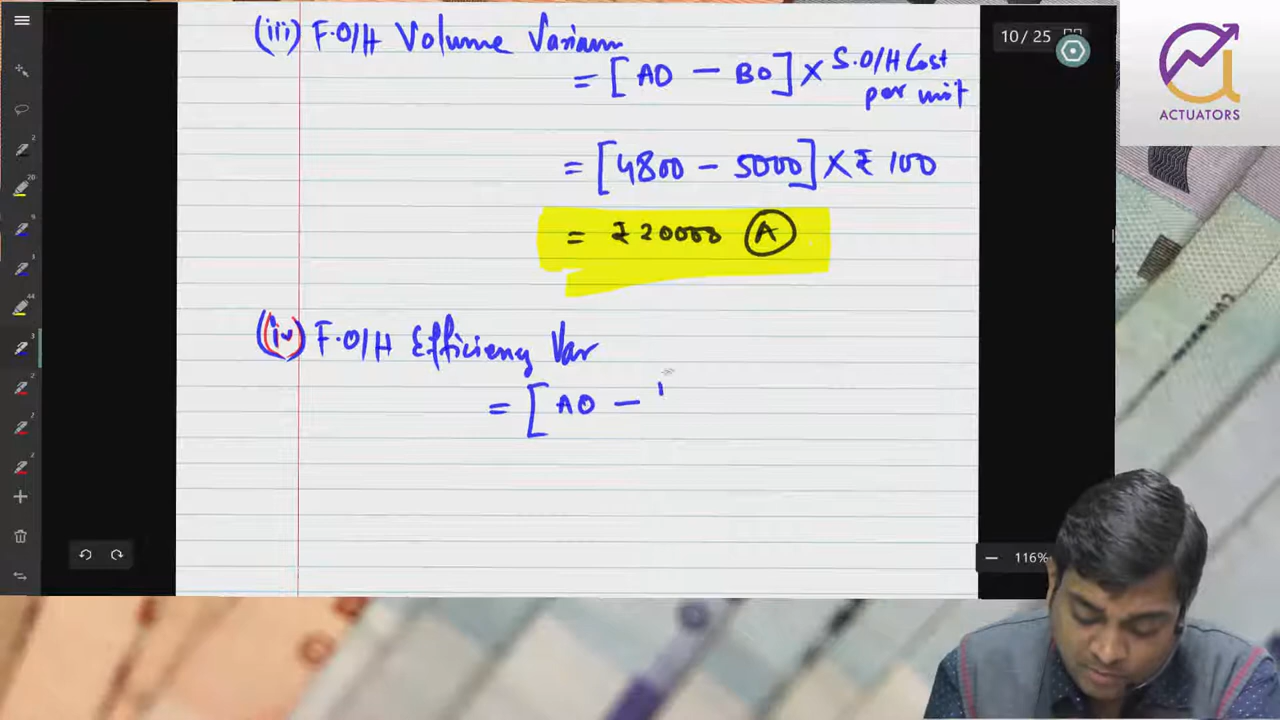 (iii) F.O/H Volume Variance
= [AO - BO] × S.O/H Cost
per unit
= [4800 - 5000] × ₹ 100
= ₹ 20000 (A)
(iv) F.O/H Efficiency Var
= [AO -
10 / 25
ACTUATORS
116%